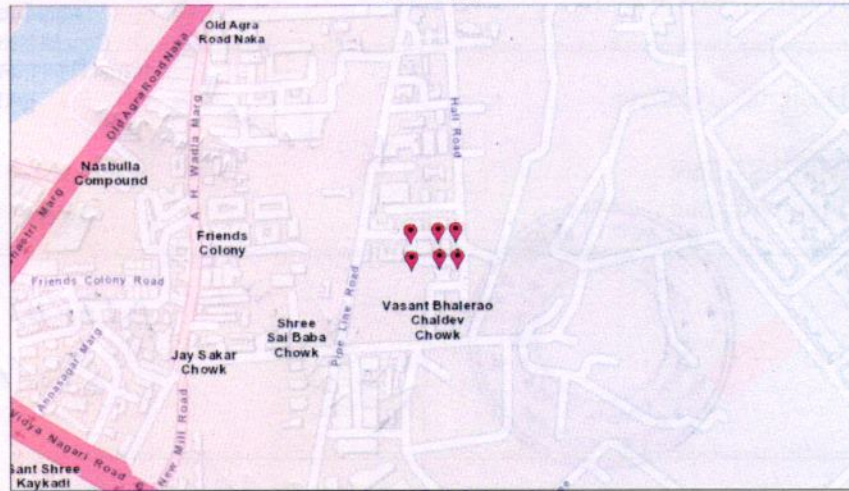 Old Agra
Road Naka
Old Agra Road Naka
Nasbulla
Compound
A H Wadia Marg
Hall Road
Friends
Colony
Friends Colony Road
Pipe Line Road
Vasant Bhalerao
Chaldev
Chowk
Shree
Sai Baba
Chowk
Jay Sakar
Chowk
Marg
New Mill Road
Vidya Nagari Road
Sant Shree
Kaykadi